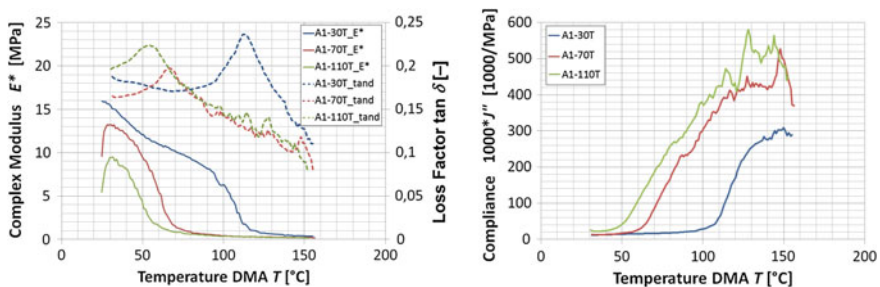 Complex Modulus E* [MPa]
25
20
15
10
5
0
0
50
100
150
200
Temperature DMA T [°C]
A1-30T_E*
A1-70T_E*
A1-110T_E*
A1-30T_tand
A1-70T_tand
A1-110T_tand
0,25
0,2
0,15
0,1
0,05
0
Loss Factor tan δ [–]
Compliance 1000*J″ [1000/MPa]
600
500
400
300
200
100
0
0
50
100
150
200
Temperature DMA T [°C]
A1-30T
A1-70T
A1-110T